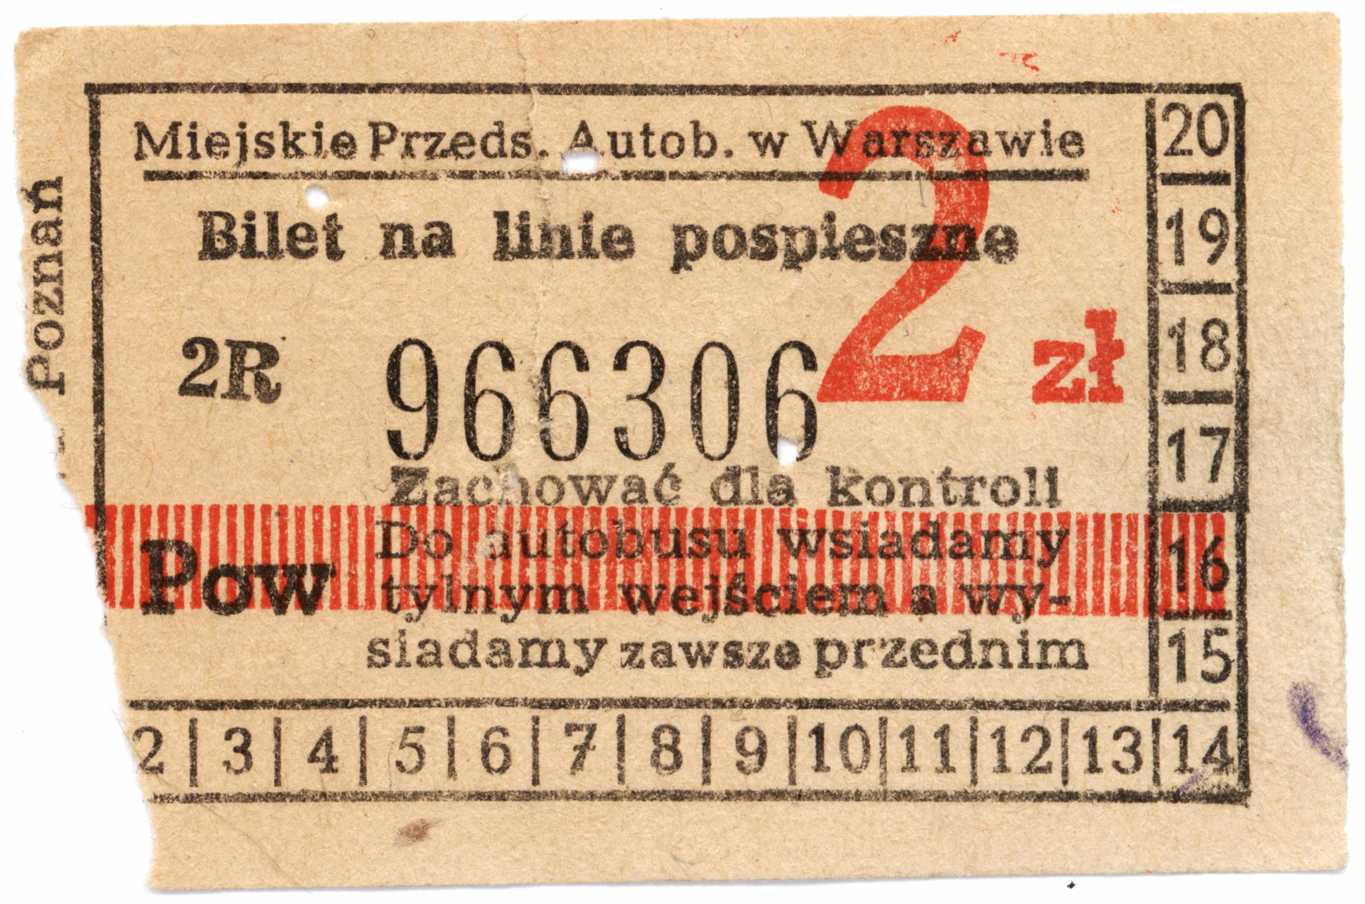 Miejskie Przeds. Autob. w Warszawie
Bilet na linie pospieszne
2 zł
2R 966306
Zachować dla kontroli
Pow
Do autobusu wsiadamy
tylnym wejściem a wy-
siadamy zawsze przednim
2 3 4 5 6 7 8 9 10 11 12 13 14
15
16
17
18
19
20
Poznań